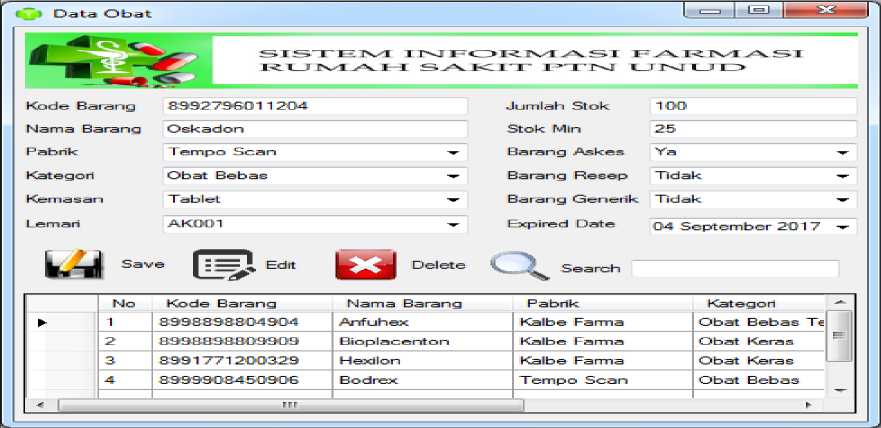 Data Obat
SISTEM INFORMASI FARMASI
RUMAH SAKIT PTN UNUD
Kode Barang 8992796011204 Jumlah Stok 100
Nama Barang Oskadon Stok Min 25
Pabrik Tempo Scan Barang Askes Ya
Kategori Obat Bebas Barang Resep Tidak
Kemasan Tablet Barang Generik Tidak
Lemari AK001 Expired Date 04 September 2017
Save Edit Delete Search
No Kode Barang Nama Barang Pabrik Kategori
1 8998898804904 Anfuhex Kalbe Farma Obat Bebas Te
2 8998898809909 Bioplacenton Kalbe Farma Obat Keras
3 8991771200329 Hexilon Kalbe Farma Obat Keras
4 8999908450906 Bodrex Tempo Scan Obat Bebas